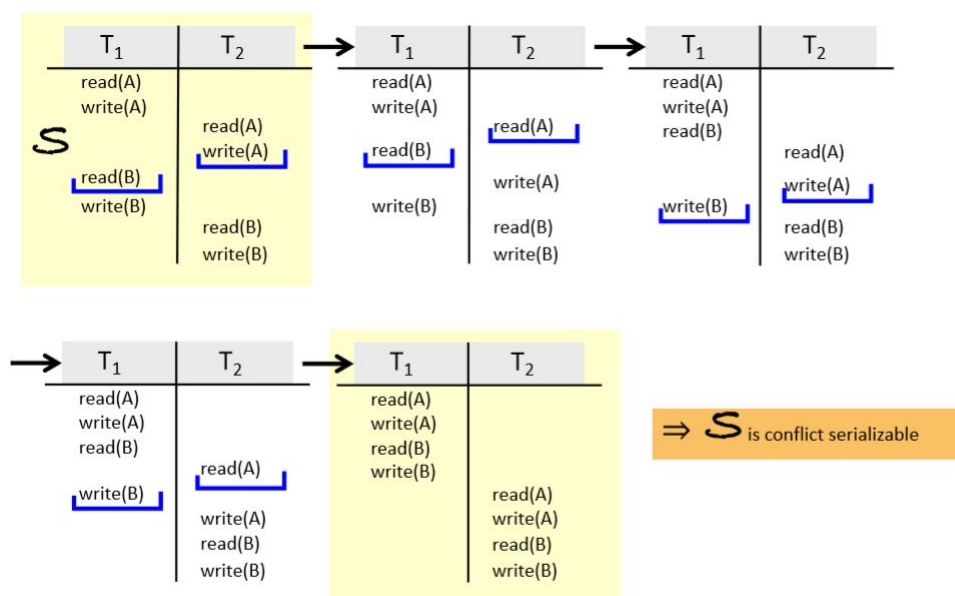 T1 T2
read(A)
write(A)
read(A)
S write(A)
read(B)
write(B)
read(B)
write(B)
T1 T2
read(A)
write(A)
read(A)
read(B)
write(A)
write(B)
read(B)
write(B)
T1 T2
read(A)
write(A)
read(B)
read(A)
write(A)
write(B)
read(B)
write(B)
T1 T2
read(A)
write(A)
read(B)
read(A)
write(B)
write(A)
read(B)
write(B)
T1 T2
read(A)
write(A)
read(B)
write(B)
read(A)
write(A)
read(B)
write(B)
⇒ S is conflict serializable